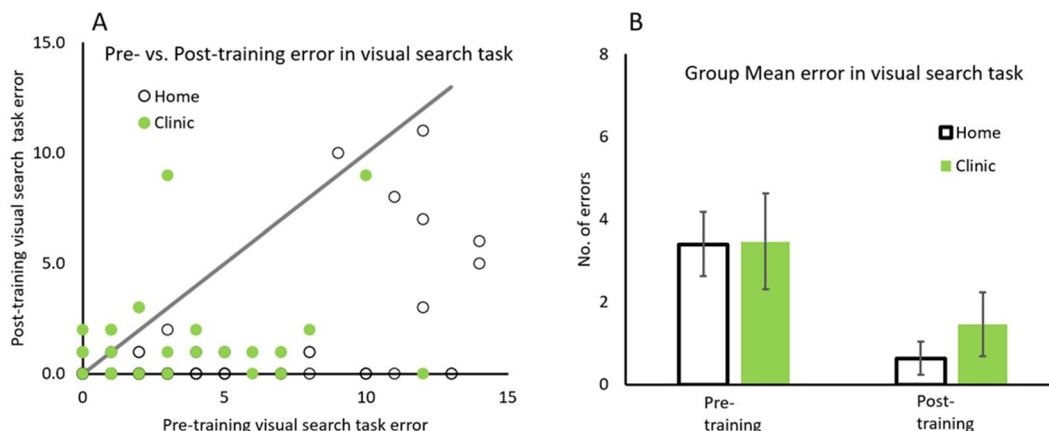 A
Pre- vs. Post-training error in visual search task
Post-training visual search task error
15.0
10.0
5.0
0.0
Home
Clinic
0
5
10
15
Pre-training visual search task error
B
Group Mean error in visual search task
No. of errors
8
6
4
2
0
Home
Clinic
Pre-
training
Post-
training